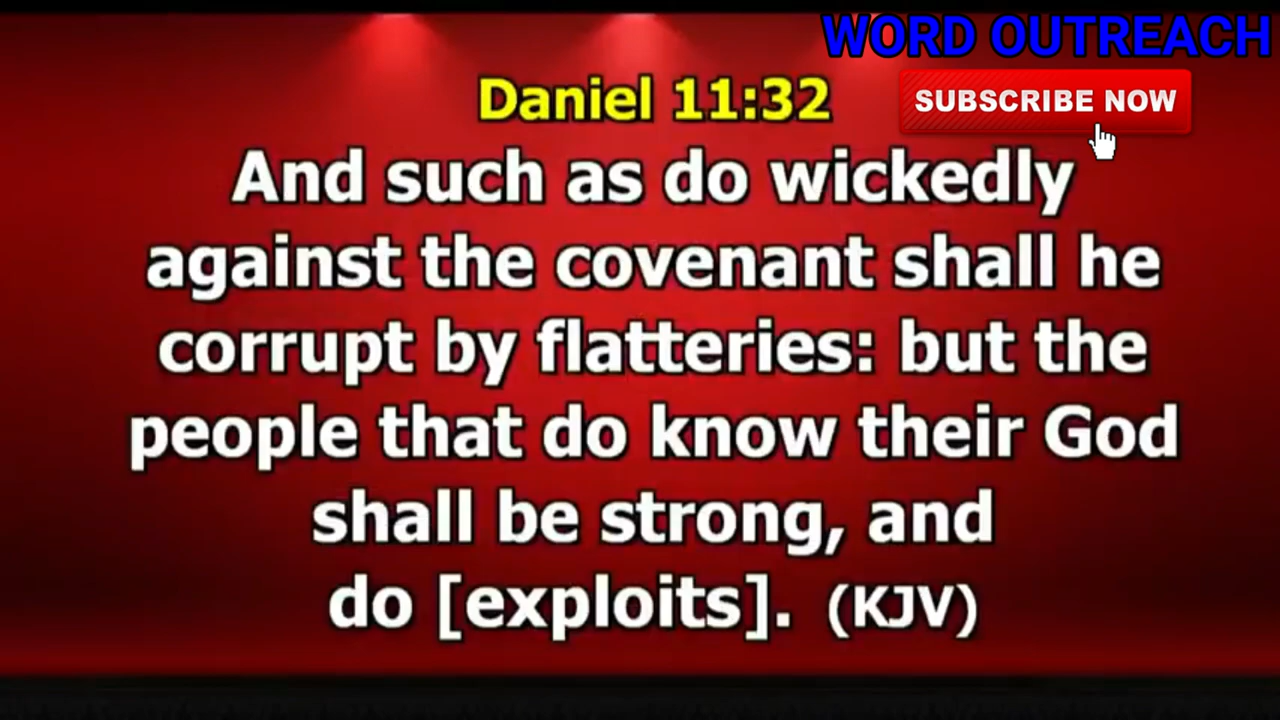 WORD OUTREACH
SUBSCRIBE NOW
Daniel 11:32
And such as do wickedly
against the covenant shall he
corrupt by flatteries: but the
people that do know their God
shall be strong, and
do [exploits]. (KJV)